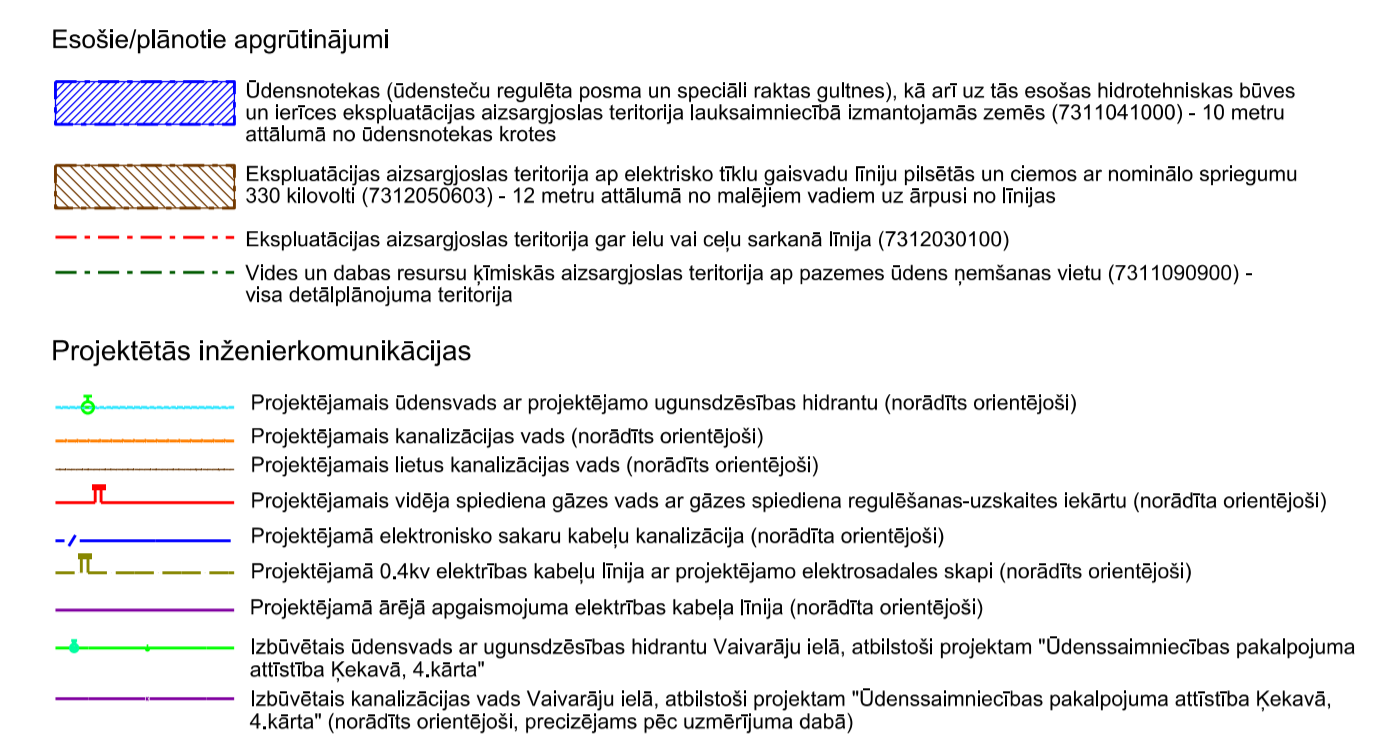 Esošie/plānotie apgrūtinājumi
Ūdensnotekas (ūdensteču regulēta posma un speciāli raktas gultnes), kā arī uz tās esošas hidrotehniskas būves
un ierīces ekspluatācijas aizsargjoslas teritorija lauksaimniecībā izmantojamās zemēs (7311041000) - 10 metru
attālumā no ūdensnotekas krotes
Ekspluatācijas aizsargjoslas teritorija ap elektrisko tīklu gaisvadu līniju pilsētās un ciemos ar nominālo spriegumu
330 kilovolti (7312050603) - 12 metru attālumā no malējiem vadiem uz ārpusi no līnijas
Ekspluatācijas aizsargjoslas teritorija gar ielu vai ceļu sarkanā līnija (7312030100)
Vides un dabas resursu ķīmiskās aizsargjoslas teritorija ap pazemes ūdens ņemšanas vietu (7311090900) -
visa detālplānojuma teritorija
Projektētās inženierkomunikācijas
Projektējamais ūdensvads ar projektējamo ugunsdzēsības hidrantu (norādīts orientējoši)
Projektējamais kanalizācijas vads (norādīts orientējoši)
Projektējamais lietus kanalizācijas vads (norādīts orientējoši)
Projektējamais vidēja spiediena gāzes vads ar gāzes spiediena regulēšanas-uzskaites iekārtu (norādīta orientējoši)
Projektējamā elektronisko sakaru kabeļu kanalizācija (norādīta orientējoši)
Projektējamā 0.4kv elektrības kabeļu līnija ar projektējamo elektrosadales skapi (norādīts orientējoši)
Projektējamā ārējā apgaismojuma elektrības kabeļa līnija (norādīta orientējoši)
Izbūvētais ūdensvads ar ugunsdzēsības hidrantu Vaivarāju ielā, atbilstoši projektam "Ūdenssaimniecības pakalpojuma
attīstība Ķekavā, 4.kārta"
Izbūvētais kanalizācijas vads Vaivarāju ielā, atbilstoši projektam "Ūdenssaimniecības pakalpojuma attīstība Ķekavā,
4.kārta" (norādīts orientējoši, precizējams pēc uzmērījuma dabā)